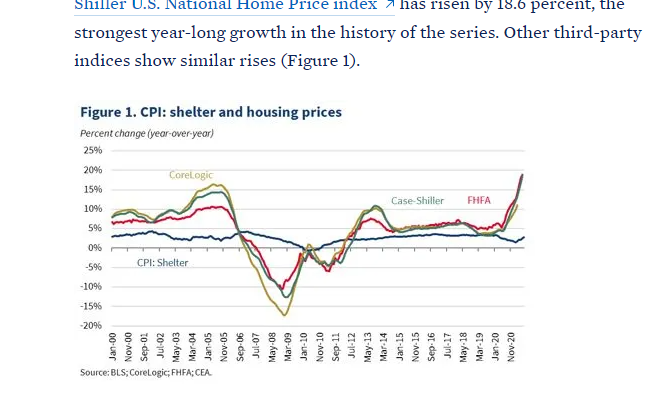 Shiller U.S. National Home Price index ↗ has risen by 18.6 percent, the
strongest year-long growth in the history of the series. Other third-party
indices show similar rises (Figure 1).
Figure 1. CPI: shelter and housing prices
Percent change (year-over-year)
25%
20%
15%
10%
5%
0%
-5%
-10%
-15%
-20%
CoreLogic
Case-Shiller
FHFA
CPI: Shelter
Jan-00
Nov-00
Sep-01
Jul-02
May-03
Mar-04
Jan-05
Nov-05
Sep-06
Jul-07
May-08
Mar-09
Jan-10
Nov-10
Sep-11
Jul-12
May-13
Mar-14
Jan-15
Nov-15
Sep-16
Jul-17
May-18
Mar-19
Jan-20
Nov-20
Source: BLS; CoreLogic; FHFA; CEA.